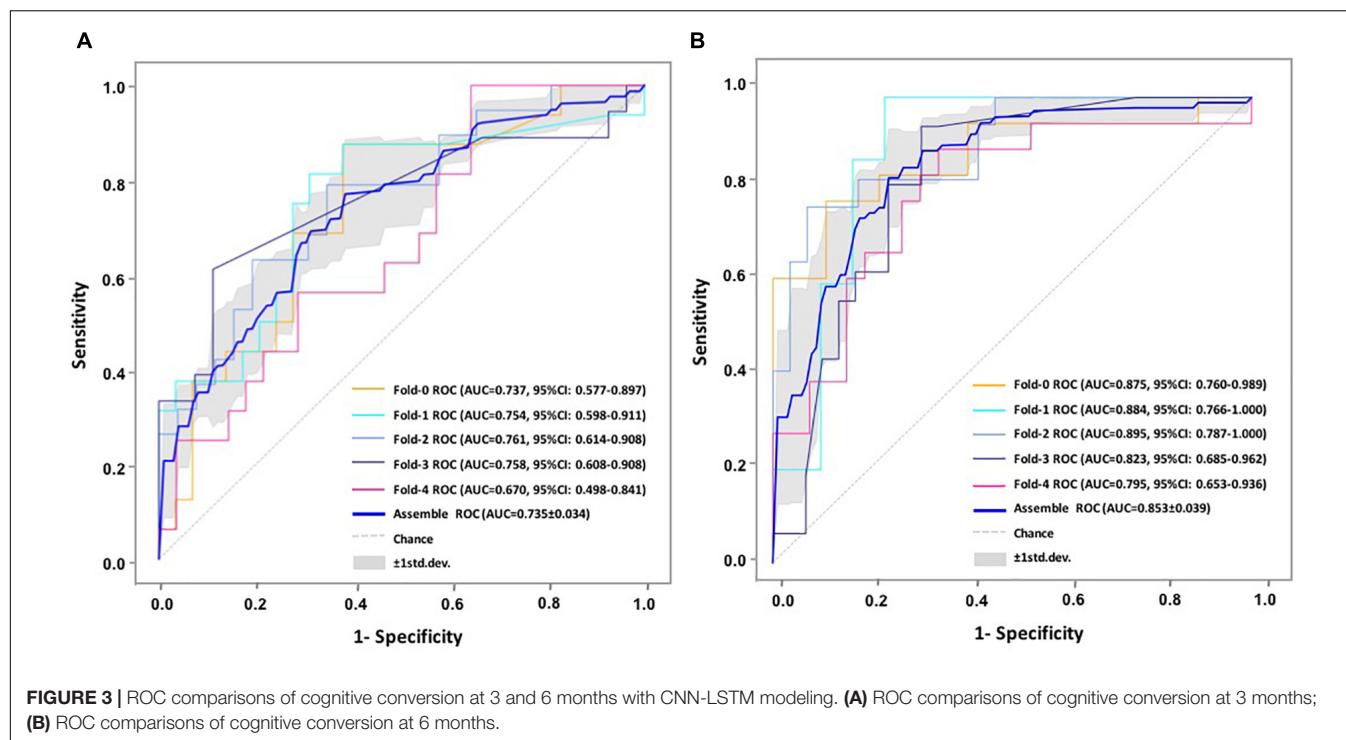 A
Sensitivity
1.0
0.8
0.6
0.4
0.2
0.0
Fold-0 ROC (AUC=0.737, 95%CI: 0.577-0.897)
Fold-1 ROC (AUC=0.754, 95%CI: 0.598-0.911)
Fold-2 ROC (AUC=0.761, 95%CI: 0.614-0.908)
Fold-3 ROC (AUC=0.758, 95%CI: 0.608-0.908)
Fold-4 ROC (AUC=0.670, 95%CI: 0.498-0.841)
Assemble ROC (AUC=0.735±0.034)
Chance
±1std.dev.
0.0 0.2 0.4 0.6 0.8 1.0
1- Specificity
B
Sensitivity
1.0
0.8
0.6
0.4
0.2
0.0
Fold-0 ROC (AUC=0.875, 95%CI: 0.760-0.989)
Fold-1 ROC (AUC=0.884, 95%CI: 0.766-1.000)
Fold-2 ROC (AUC=0.895, 95%CI: 0.787-1.000)
Fold-3 ROC (AUC=0.823, 95%CI: 0.685-0.962)
Fold-4 ROC (AUC=0.795, 95%CI: 0.653-0.936)
Assemble ROC (AUC=0.853±0.039)
Chance
±1std.dev.
0.0 0.2 0.4 0.6 0.8 1.0
1- Specificity
FIGURE 3 | ROC comparisons of cognitive conversion at 3 and 6 months with CNN-LSTM modeling. (A) ROC comparisons of cognitive conversion at 3 months;
(B) ROC comparisons of cognitive conversion at 6 months.